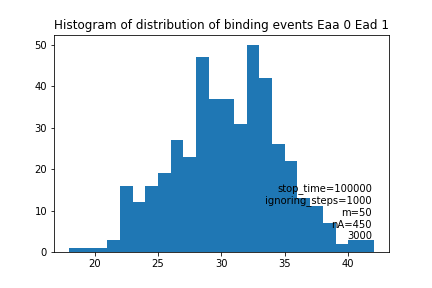 Histogram of distribution of binding events Eaa 0 Ead 1
50
40
30
20
10
0
stop_time=100000
ignoring_steps=1000
m=50
nA=450
3000
20 25 30 35 40